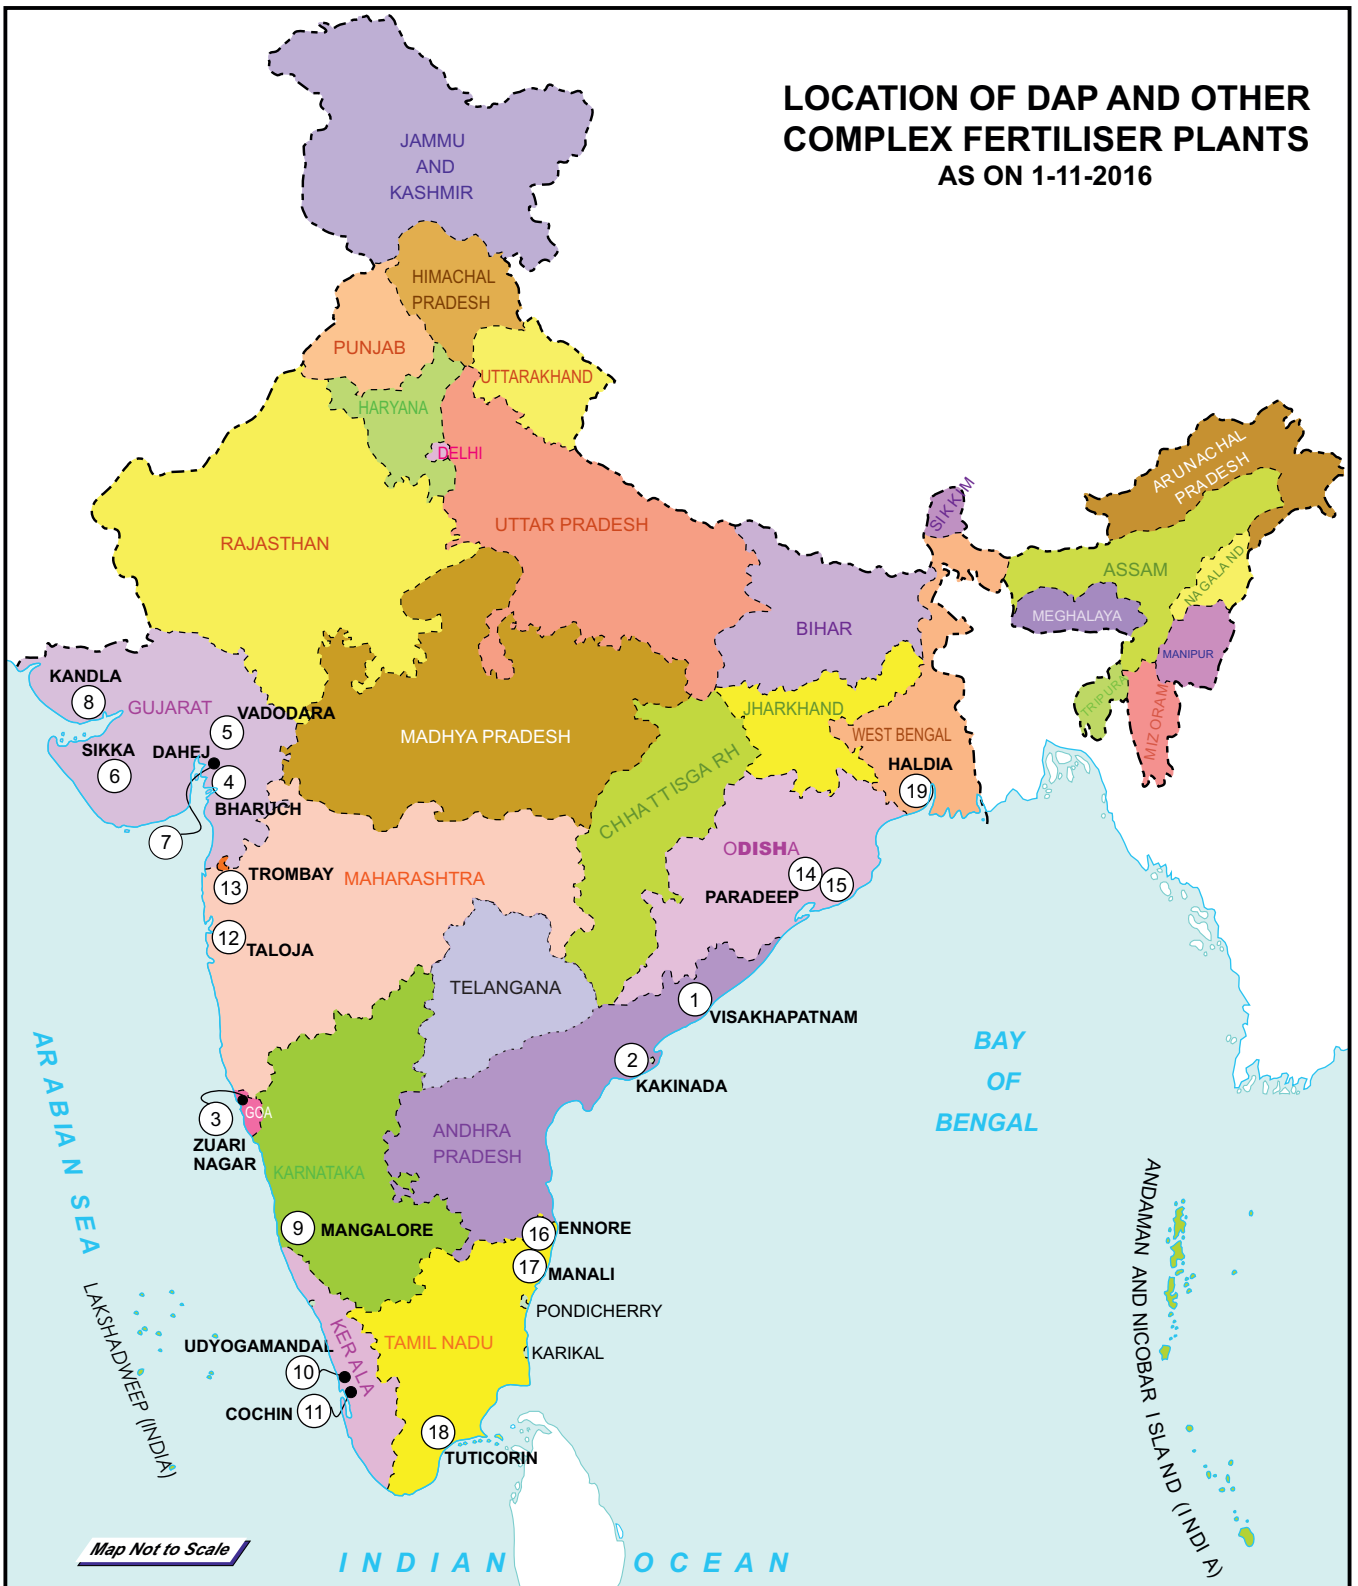 LOCATION OF DAP AND OTHER
COMPLEX FERTILISER PLANTS
AS ON 1-11-2016
JAMMU
AND
KASHMIR
HIMACHAL
PRADESH
PUNJAB
UTTARAKHAND
HARYANA
DELHI
RAJASTHAN
UTTAR PRADESH
SIKKIM
ARUNACHAL
PRADESH
ASSAM
NAGALAND
MEGHALAYA
MANIPUR
TRIPURA
MIZORAM
BIHAR
KANDLA
8
GUJARAT
VADODARA
5
SIKKA
6
DAHEJ
4
BHARUCH
7
MADHYA PRADESH
JHARKHAND
WEST BENGAL
HALDIA
19
CHHATTISGA RH
ODISHA
14
15
PARADEEP
TROMBAY
13
MAHARASHTRA
12
TALOJA
TELANGANA
1
VISAKHAPATNAM
2
KAKINADA
BAY
OF
BENGAL
ARABIAN SEA
GOA
3
ZUARI
NAGAR
KARNATAKA
ANDHRA
PRADESH
9
MANGALORE
16
ENNORE
17
MANALI
PONDICHERRY
KARIKAL
TAMIL NADU
KERALA
UDYOGAMANDAL
10
COCHIN
11
18
TUTICORIN
LAKSHADWEEP (INDIA)
ANDAMAN AND NICOBAR ISLAND (INDI A)
Map Not to Scale
INDIAN OCEAN